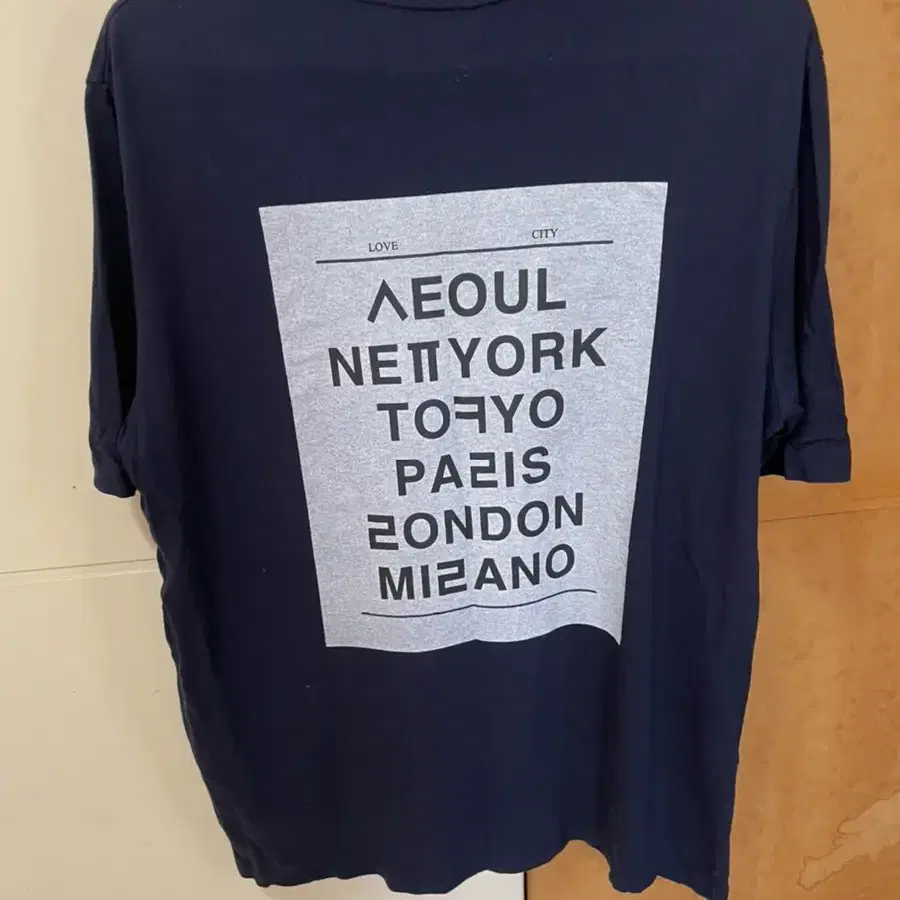 LOVE CITY
ㅅEOUL
NEㅠYORK
TOㅋYO
PAㄹIS
ㄹONDON
MIㄹANO